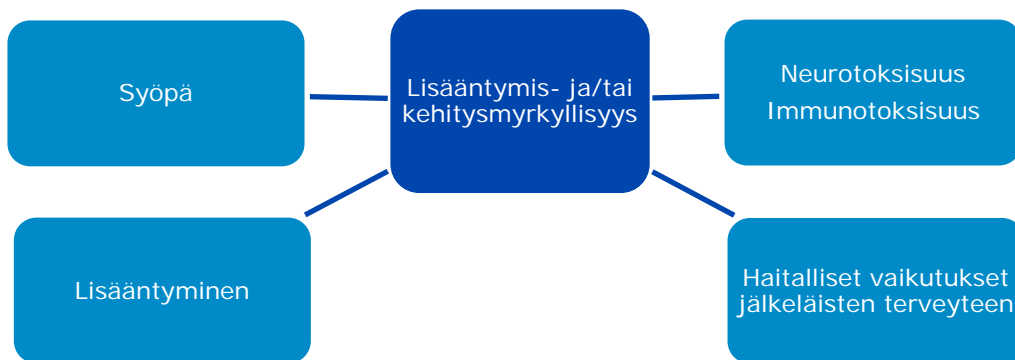 Syöpä
Lisääntymis- ja/tai
kehitysmyrkyllisyys
Neurotoksisuus
Immunotoksisuus
Lisääntyminen
Haitalliset vaikutukset
jälkeläisten terveyteen